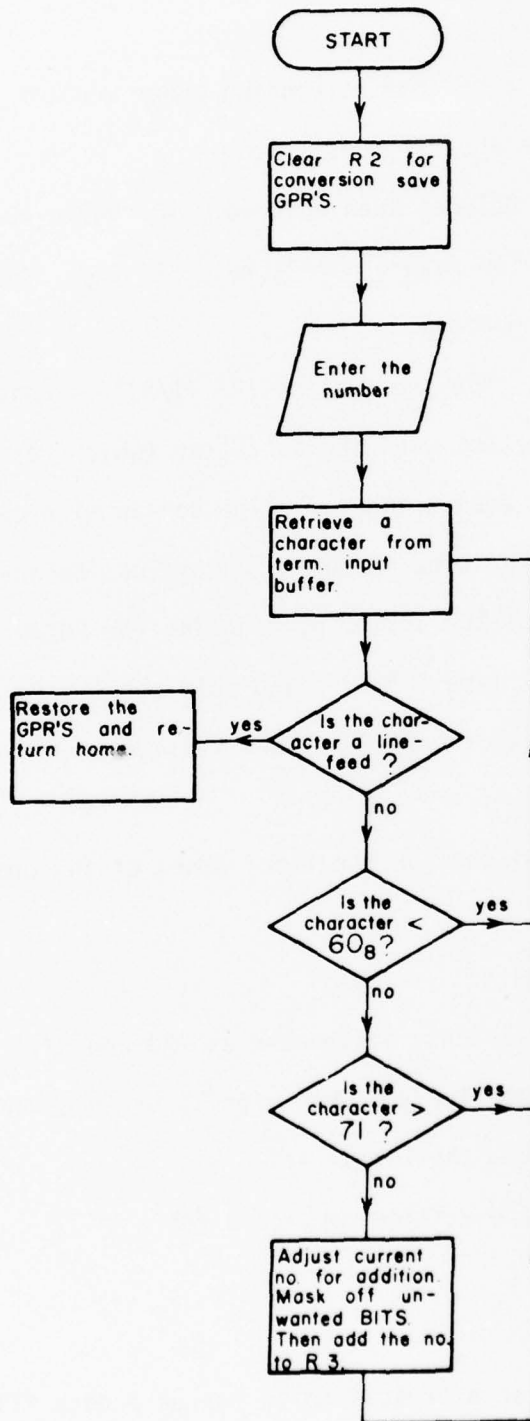 START
Clear R2 for
conversion save
GPR'S.
Enter the
number
Retrieve a
character from
term. input
buffer.
Is the char-
acter a line-
feed ?
yes
Restore the
GPR'S and re-
turn home.
no
Is the
character <
60₈?
yes
no
Is the
character >
71 ?
yes
no
Adjust current
no. for addition.
Mask off un-
wanted BITS.
Then add the no.
to R3.